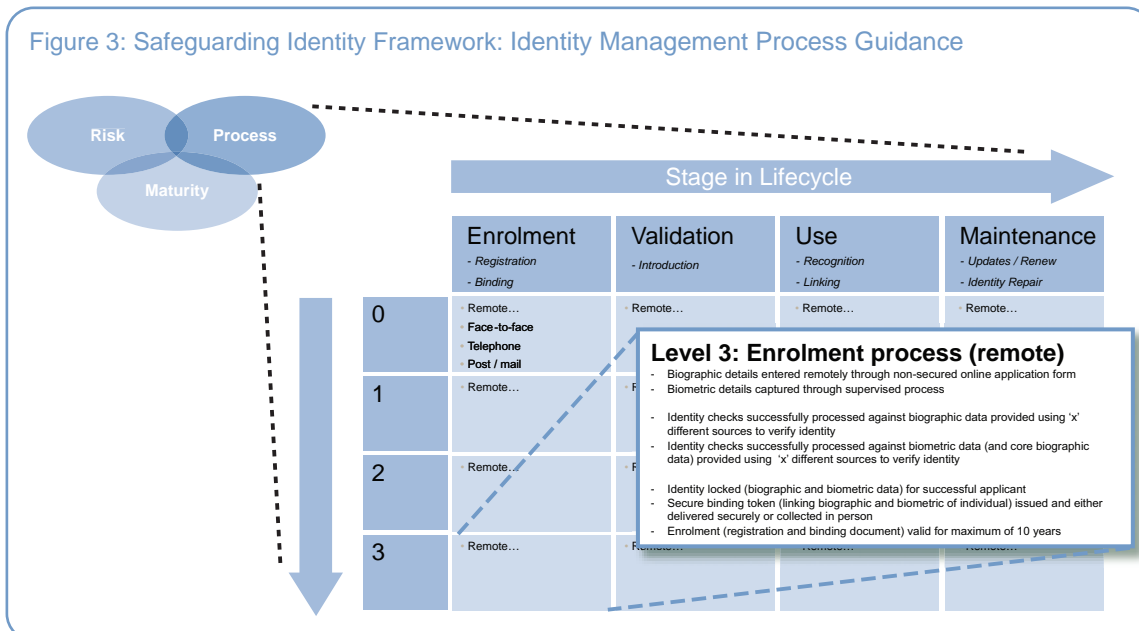 Figure 3: Safeguarding Identity Framework: Identity Management Process Guidance
Risk
Process
Maturity
Stage in Lifecycle
Enrolment
- Registration
- Binding
Validation
- Introduction
Use
- Recognition
- Linking
Maintenance
- Updates / Renew
- Identity Repair
0
• Remote…
• Face-to-face
• Telephone
• Post / mail
• Remote…
• Remote…
• Remote…
1
• Remote…
2
• Remote…
3
• Remote…
Level 3: Enrolment process (remote)
- Biographic details entered remotely through non-secured online application form
- Biometric details captured through supervised process
- Identity checks successfully processed against biographic data provided using ‘x’
different sources to verify identity
- Identity checks successfully processed against biometric data (and core biographic
data) provided using ‘x’ different sources to verify identity
- Identity locked (biographic and biometric data) for successful applicant
- Secure binding token (linking biographic and biometric of individual) issued and either
delivered securely or collected in person
- Enrolment (registration and binding document) valid for maximum of 10 years